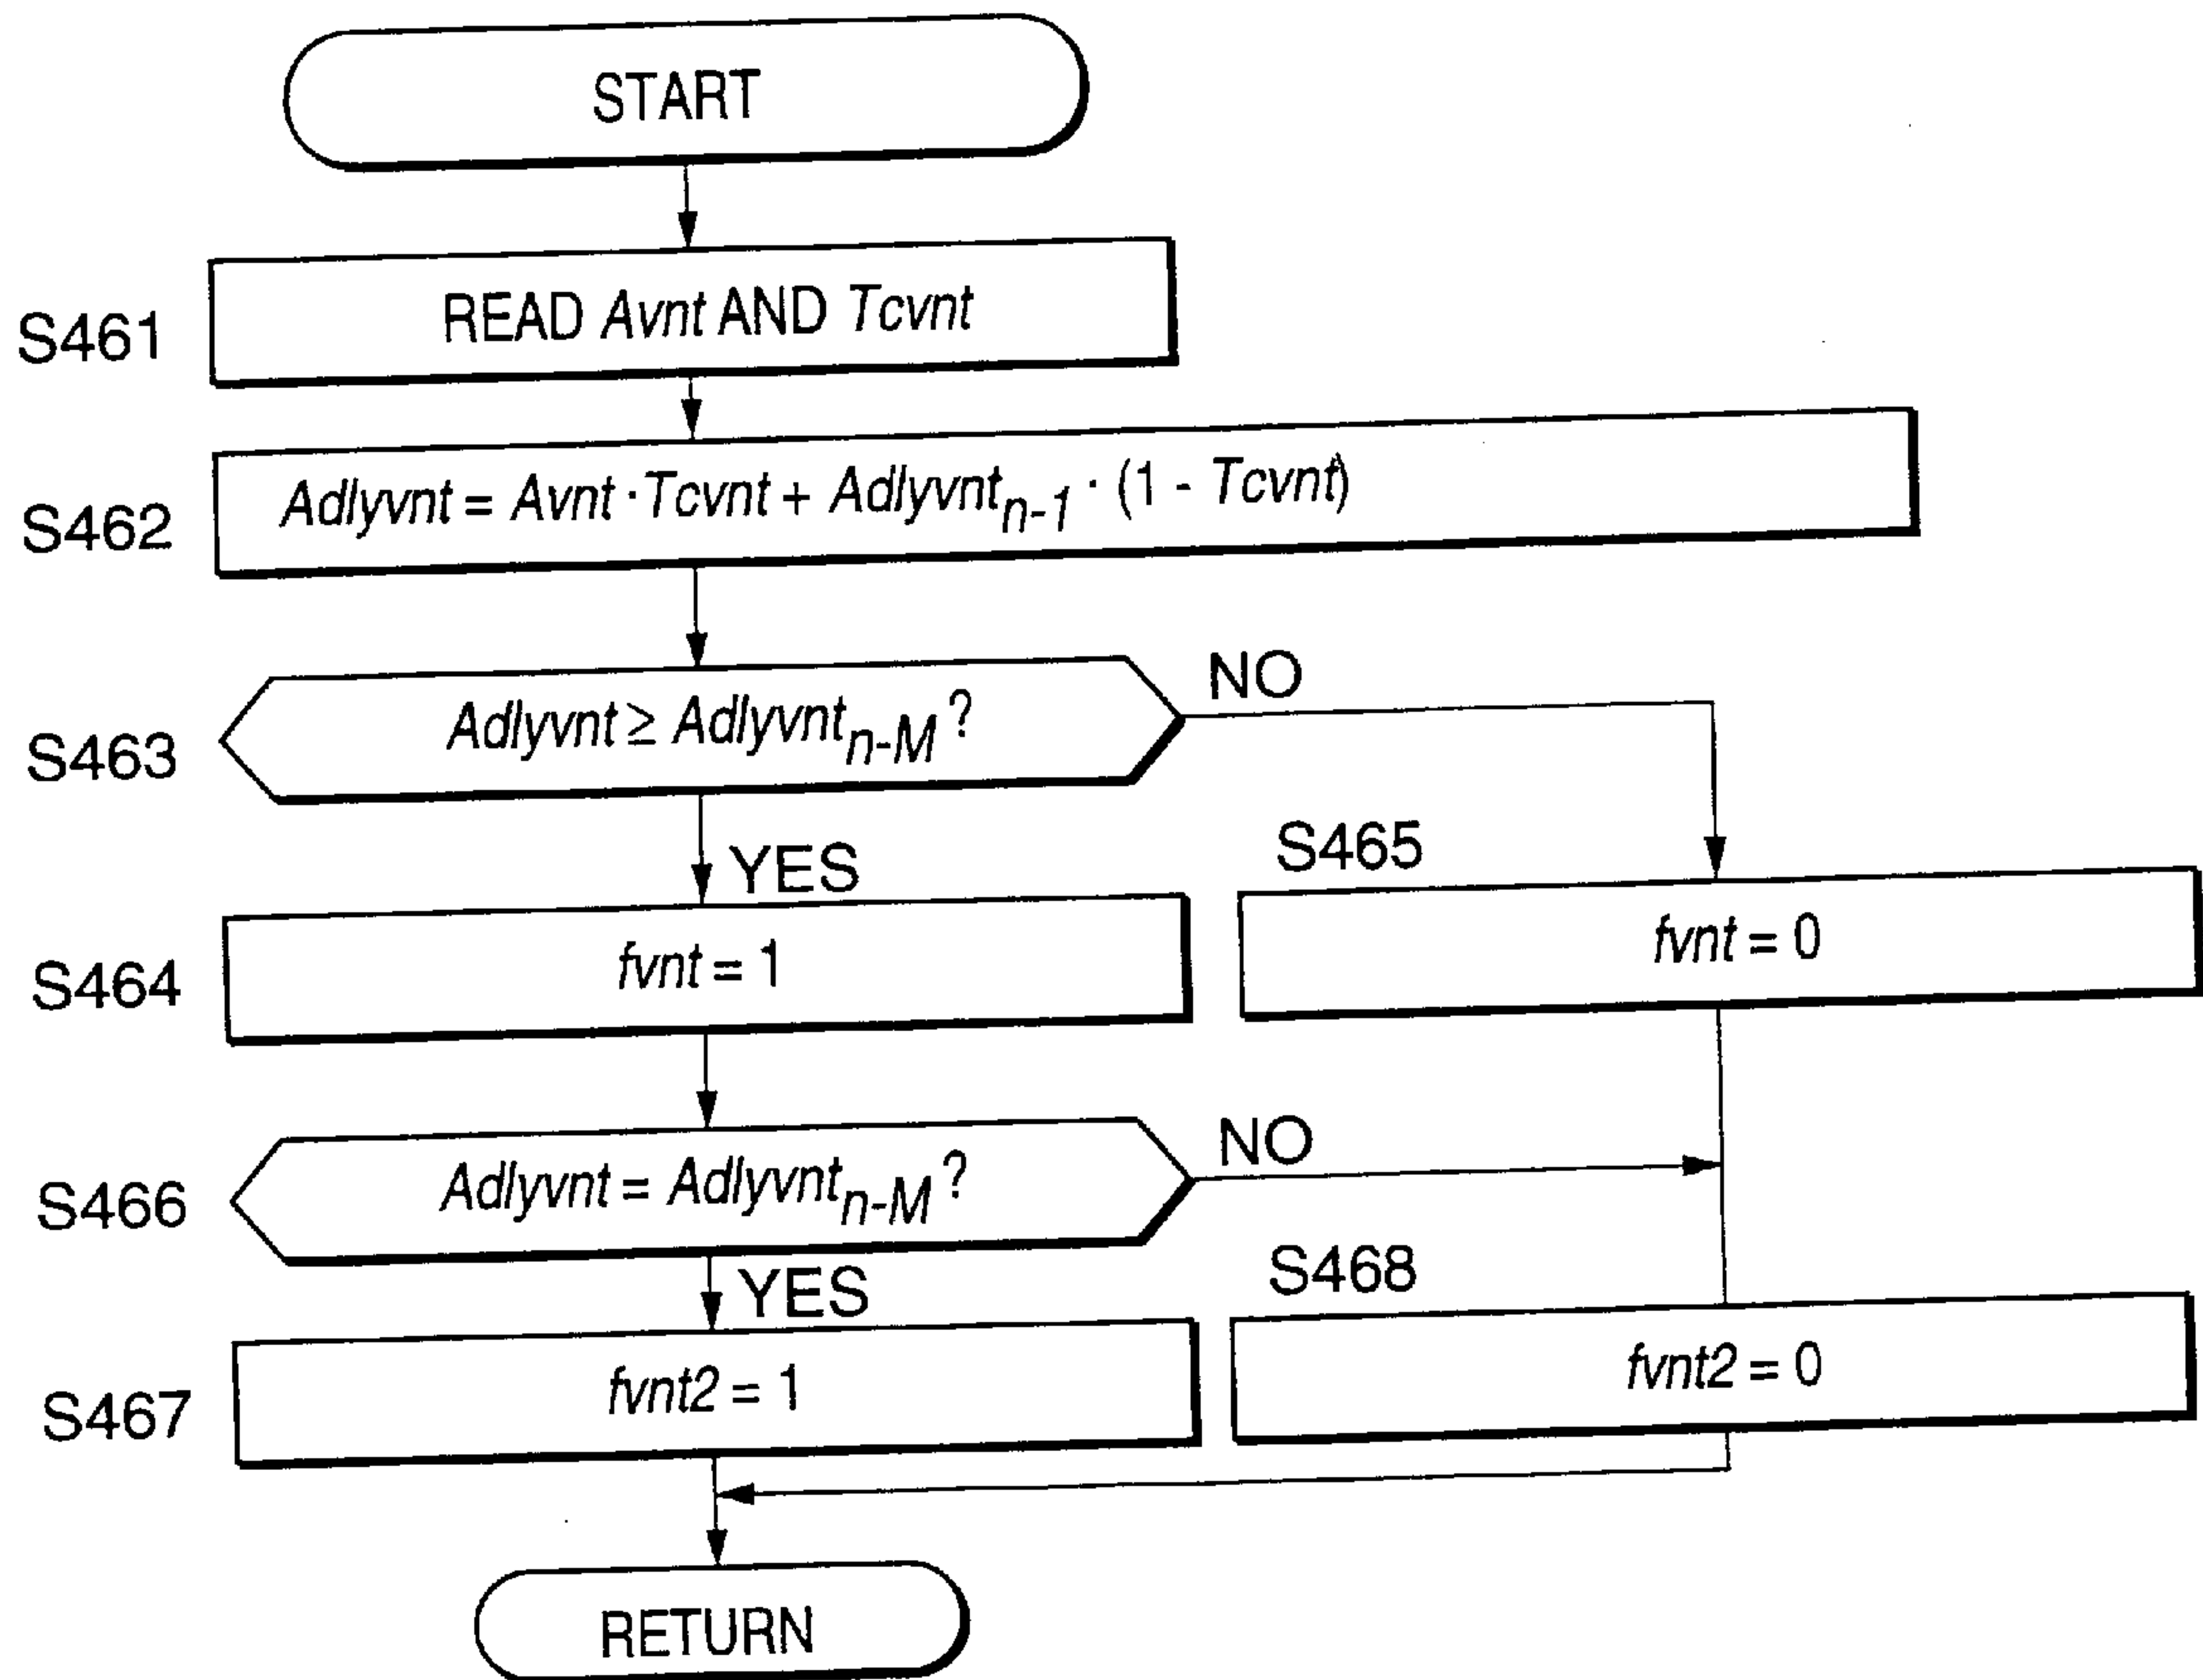 START
S461
READ Avnt AND Tcvnt
S462
Adlyvnt = Avnt · Tcvnt + Adlyvntn-1 · (1 - Tcvnt)
S463
Adlyvnt ≥ Adlyvntn-M ?
NO
YES
S465
S464
fvnt = 1
fvnt = 0
S466
Adlyvnt = Adlyvntn-M ?
NO
YES
S468
S467
fvnt2 = 1
fvnt2 = 0
RETURN